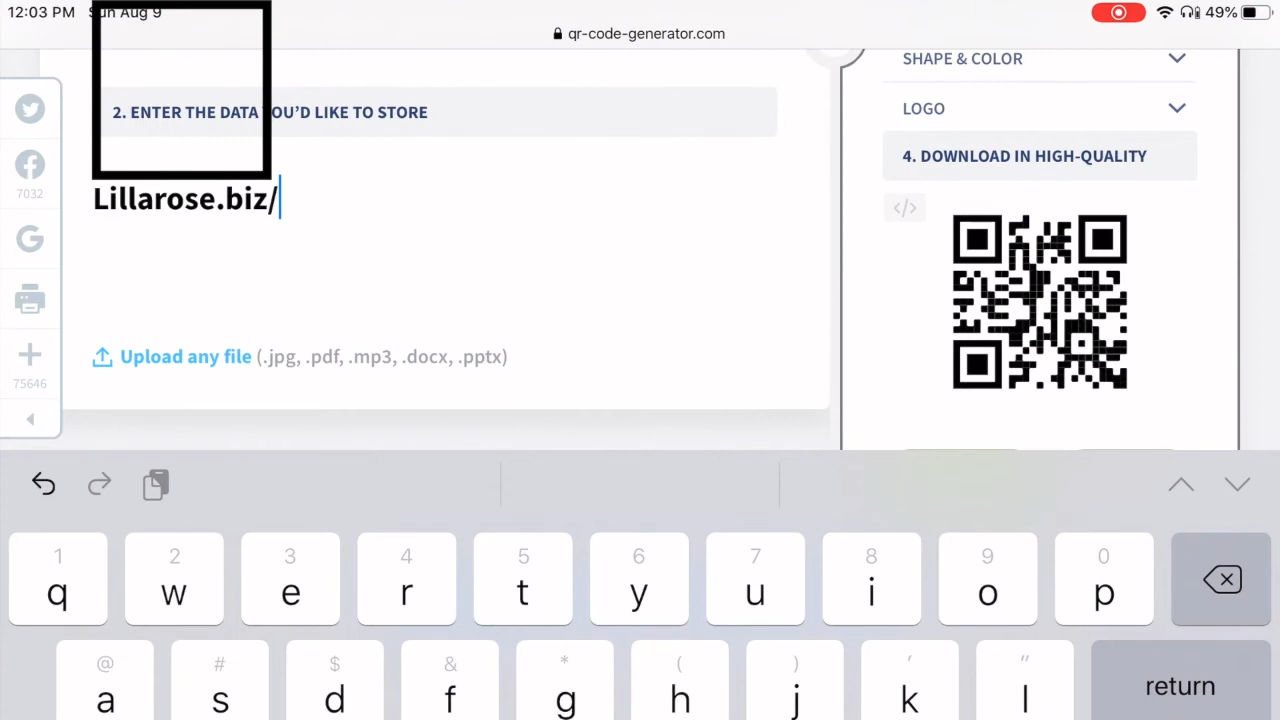 12:03 PM Sun Aug 9
49%
qr-code-generator.com
SHAPE & COLOR
2. ENTER THE DATA YOU’D LIKE TO STORE
LOGO
4. DOWNLOAD IN HIGH-QUALITY
7032
Lillarose.biz/
</>
Upload any file (.jpg, .pdf, .mp3, .docx, .pptx)
75646
1 2 3 4 5 6 7 8 9 0
q w e r t y u i o p
@ # $ & * ( ) ' "
a s d f g h j k l return